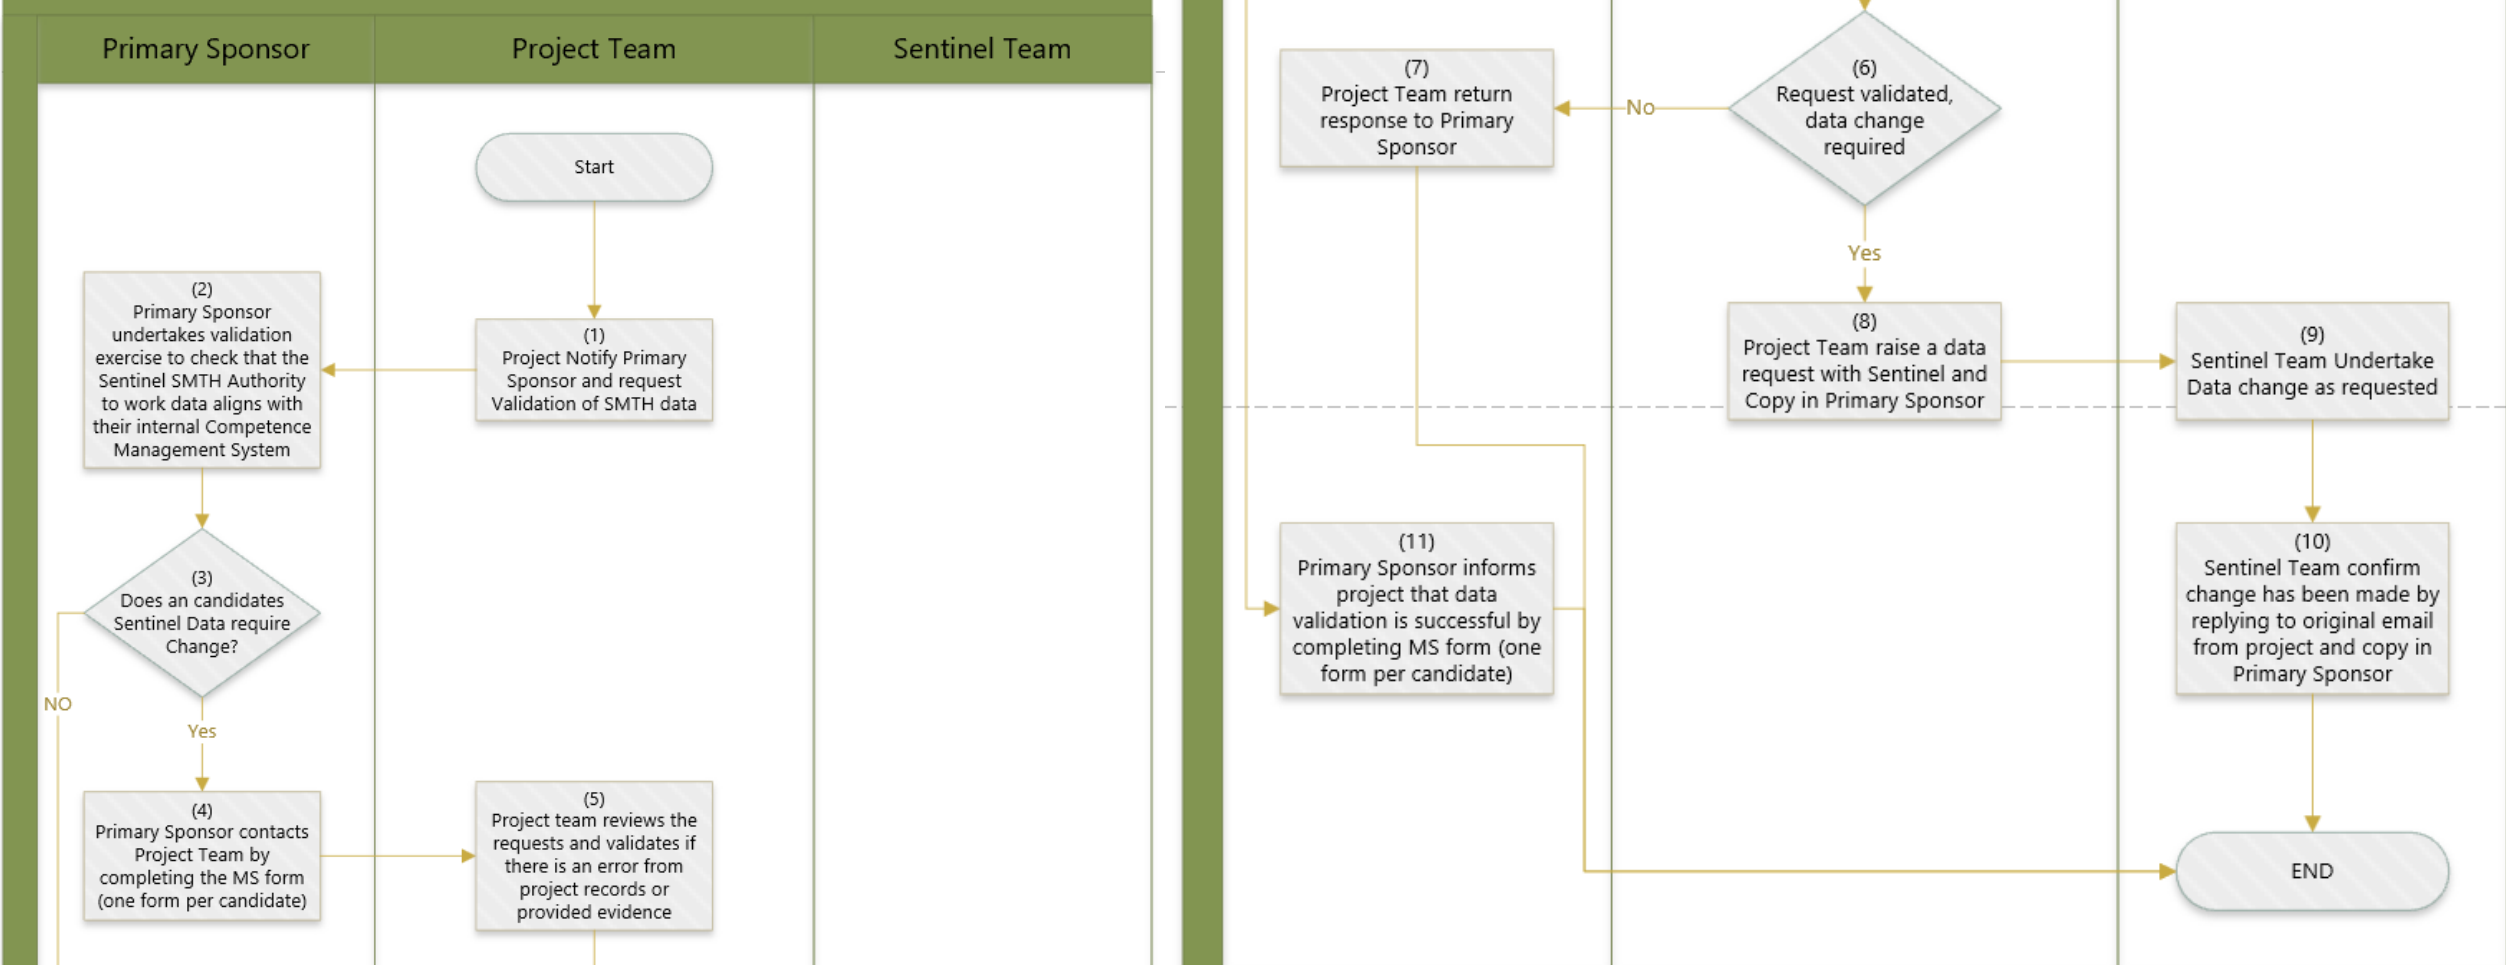 Primary Sponsor
Project Team
Sentinel Team
Start
(1)
Project Notify Primary
Sponsor and request
Validation of SMTH data
(2)
Primary Sponsor
undertakes validation
exercise to check that the
Sentinel SMTH Authority
to work data aligns with
their internal Competence
Management System
(3)
Does an candidates
Sentinel Data require
Change?
NO
Yes
(4)
Primary Sponsor contacts
Project Team by
completing the MS form
(one form per candidate)
(5)
Project team reviews the
requests and validates if
there is an error from
project records or
provided evidence
(6)
Request validated,
data change
required
No
(7)
Project Team return
response to Primary
Sponsor
Yes
(8)
Project Team raise a data
request with Sentinel and
Copy in Primary Sponsor
(9)
Sentinel Team Undertake
Data change as requested
(10)
Sentinel Team confirm
change has been made by
replying to original email
from project and copy in
Primary Sponsor
(11)
Primary Sponsor informs
project that data
validation is successful by
completing MS form (one
form per candidate)
END